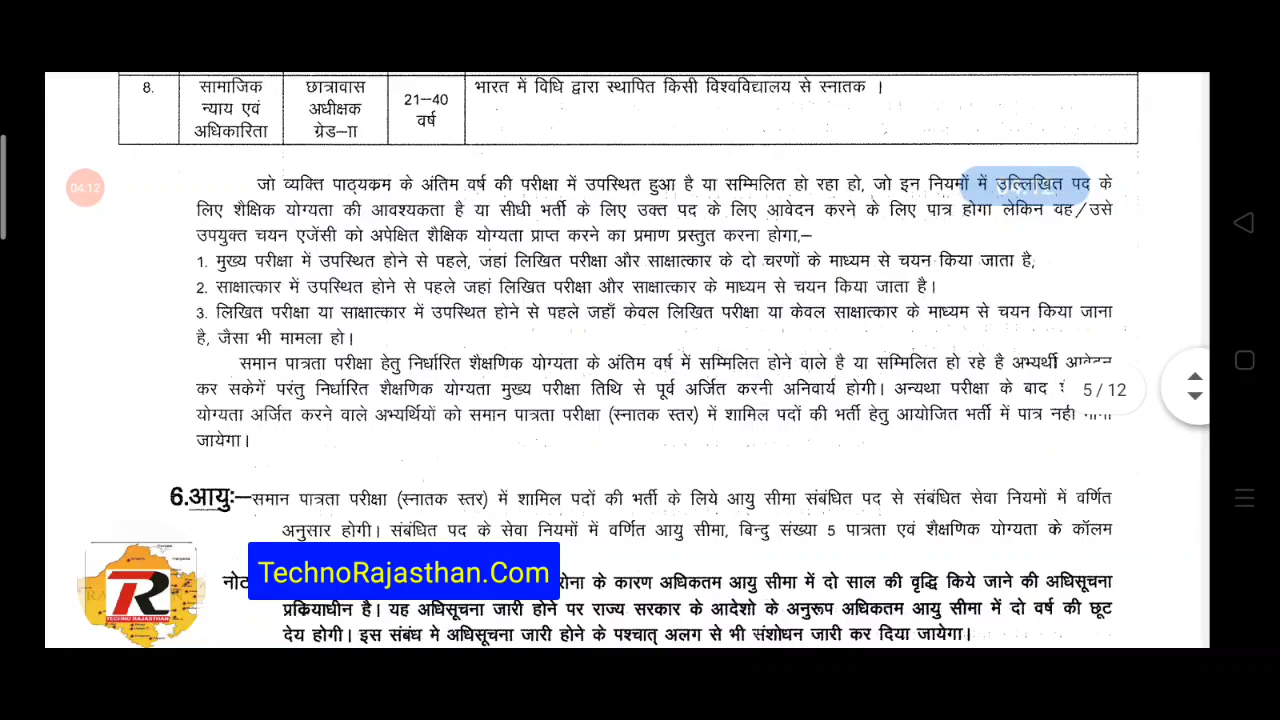 8. सामाजिक न्याय एवं अधिकारिता छात्रावास अधीक्षक ग्रेड–II 21–40 वर्ष भारत में विधि द्वारा स्थापित किसी विश्वविद्यालय से स्नातक ।
04:12
जो व्यक्ति पाठ्यक्रम के अंतिम वर्ष की परीक्षा में उपस्थित हुआ है या सम्मिलित हो रहा हो, जो इन नियमों में उल्लिखित पद के
लिए शैक्षिक योग्यता की आवश्यकता है या सीधी भर्ती के लिए उक्त पद के लिए आवेदन करने के लिए पात्र होगा लेकिन वह/उसे
उपयुक्त चयन एजेंसी को अपेक्षित शैक्षिक योग्यता प्राप्त करने का प्रमाण प्रस्तुत करना होगा,–
1. मुख्य परीक्षा में उपस्थित होने से पहले, जहां लिखित परीक्षा और साक्षात्कार के दो चरणों के माध्यम से चयन किया जाता है,
2. साक्षात्कार में उपस्थित होने से पहले जहां लिखित परीक्षा और साक्षात्कार के माध्यम से चयन किया जाता है।
3. लिखित परीक्षा या साक्षात्कार में उपस्थित होने से पहले जहाँ केवल लिखित परीक्षा या केवल साक्षात्कार के माध्यम से चयन किया जाना
है, जैसा भी मामला हो।
समान पात्रता परीक्षा हेतु निर्धारित शैक्षणिक योग्यता के अंतिम वर्ष में सम्मिलित होने वाले है या सम्मिलित हो रहे है अभ्यर्थी आवेदन
कर सकेगें परंतु निर्धारित शैक्षणिक योग्यता मुख्य परीक्षा तिथि से पूर्व अर्जित करनी अनिवार्य होगी। अन्यथा परीक्षा के बाद
5 / 12
योग्यता अर्जित करने वाले अभ्यर्थियों को समान पात्रता परीक्षा (स्नातक स्तर) में शामिल पदों की भर्ती हेतु आयोजित भर्ती में पात्र नहीं
जायेगा।
6.आयुः–समान पात्रता परीक्षा (स्नातक स्तर) में शामिल पदों की भर्ती के लिये आयु सीमा संबंधित पद से संबंधित सेवा नियमों में वर्णित
अनुसार होगी। संबंधित पद के सेवा नियमों में वर्णित आयु सीमा, बिन्दु संख्या 5 पात्रता एवं शैक्षणिक योग्यता के कॉलम
TechnoRajasthan.Com
के कारण अधिकतम आयु सीमा में दो साल की वृद्धि किये जाने की अधिसूचना
प्रकियाधीन है। यह अधिसूचना जारी होने पर राज्य सरकार के आदेशो के अनुरूप अधिकतम आयु सीमा में दो वर्ष की छूट
देय होगी। इस संबंध मे अधिसूचना जारी होने के पश्चात् अलग से भी संशोधन जारी कर दिया जायेगा।
TR
TECHNO RAJASTHAN